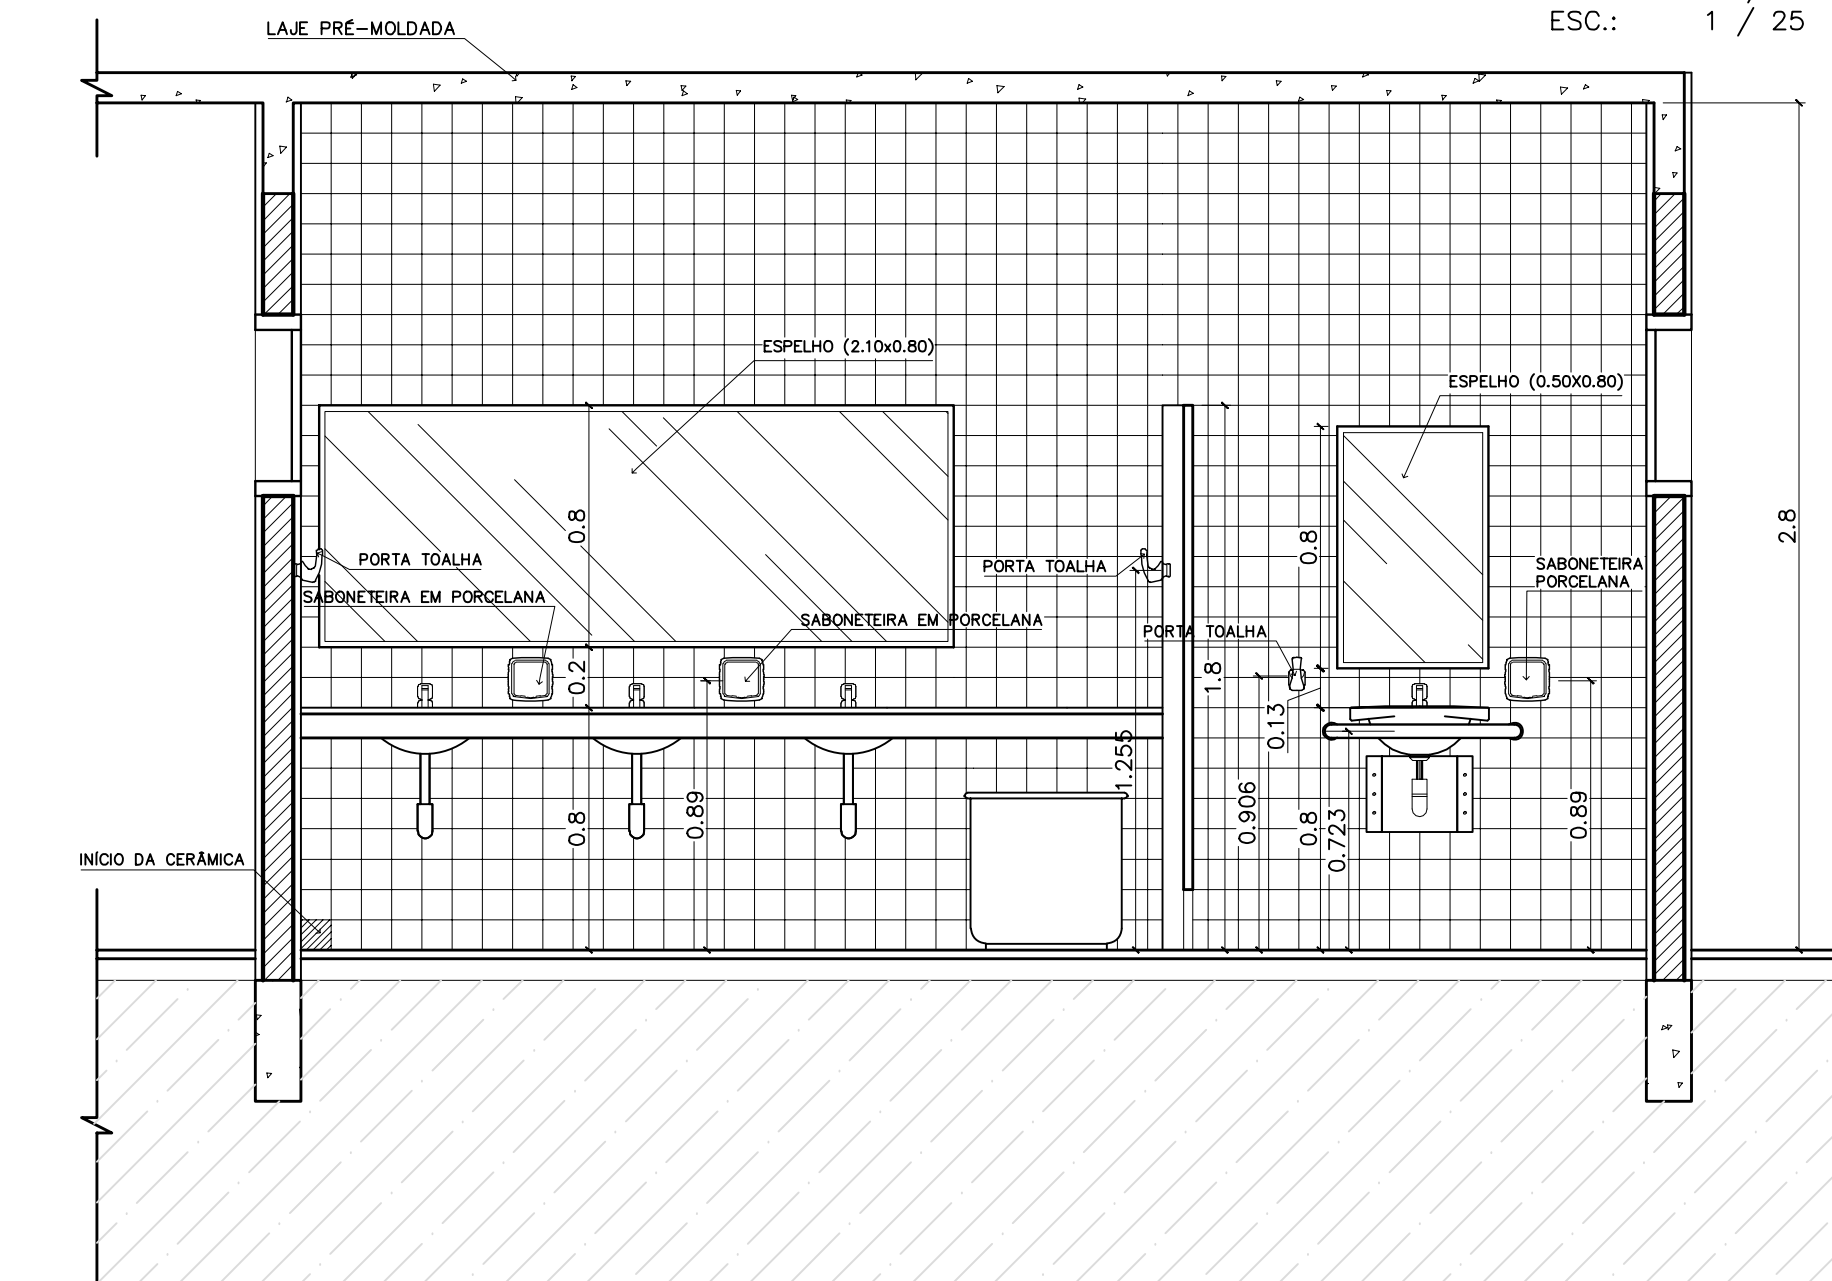 ESC.: 1 / 25
LAJE PRÉ-MOLDADA
ESPELHO (2.10x0.80)
ESPELHO (0.50X0.80)
0.8
0.8
2.8
PORTA TOALHA
PORTA TOALHA
SABONETEIRA
PORCELANA
SABONETEIRA EM PORCELANA
SABONETEIRA EM PORCELANA
PORTA TOALHA
0.2
1.8
0.13
1.255
0.8
0.89
0.906
0.8
0.723
0.89
INÍCIO DA CERÂMICA